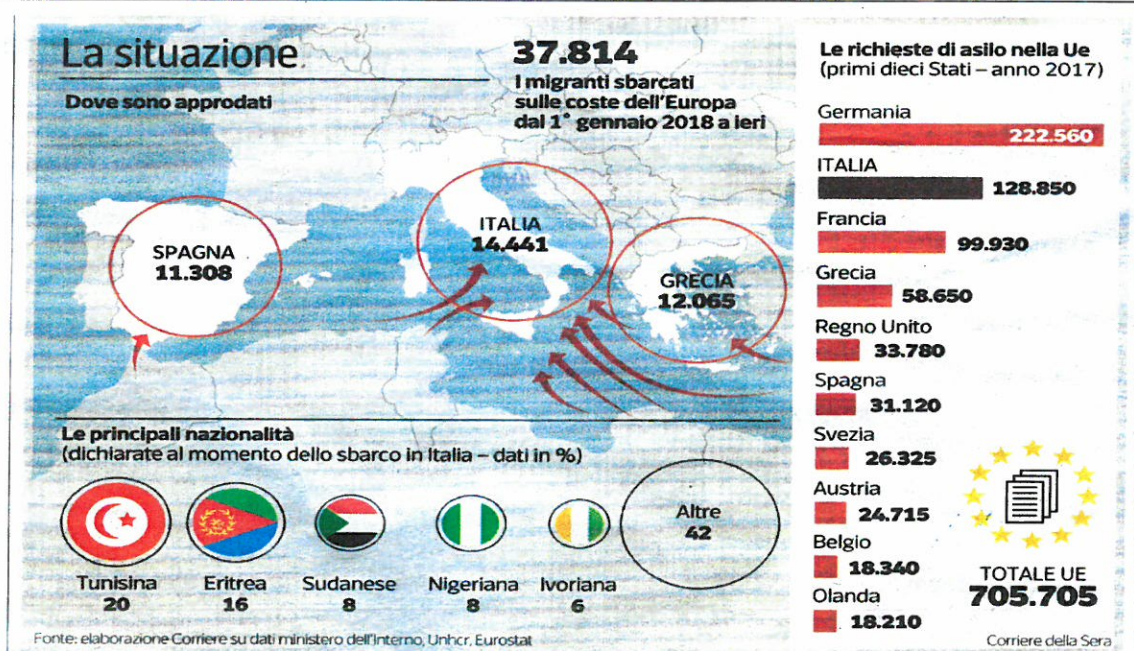 La situazione
Dove sono approdati
37.814
I migranti sbarcati
sulle coste dell'Europa
dal 1° gennaio 2018 a ieri
SPAGNA
11.308
ITALIA
14.441
GRECIA
12.065
Le principali nazionalità
(dichiarate al momento dello sbarco in Italia – dati in %)
Tunisina
20
Eritrea
16
Sudanese
8
Nigeriana
8
Ivoriana
6
Altre
42
Fonte: elaborazione Corriere su dati ministero dell'Interno, Unhcr, Eurostat
Le richieste di asilo nella Ue
(primi dieci Stati – anno 2017)
Germania
222.560
ITALIA
128.850
Francia
99.930
Grecia
58.650
Regno Unito
33.780
Spagna
31.120
Svezia
26.325
Austria
24.715
Belgio
18.340
Olanda
18.210
TOTALE UE
705.705
Corriere della Sera